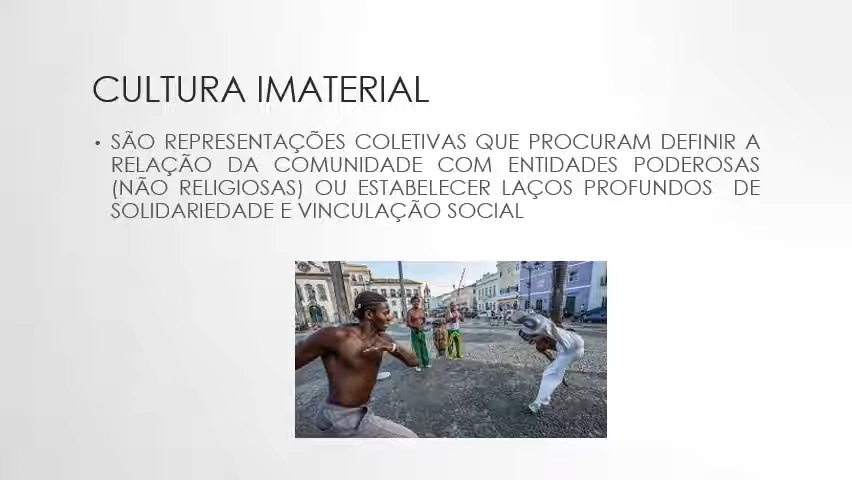 CULTURA IMATERIAL
• SÃO REPRESENTAÇÕES COLETIVAS QUE PROCURAM DEFINIR A
RELAÇÃO DA COMUNIDADE COM ENTIDADES PODEROSAS
(NÃO RELIGIOSAS) OU ESTABELECER LAÇOS PROFUNDOS DE
SOLIDARIEDADE E VINCULAÇÃO SOCIAL